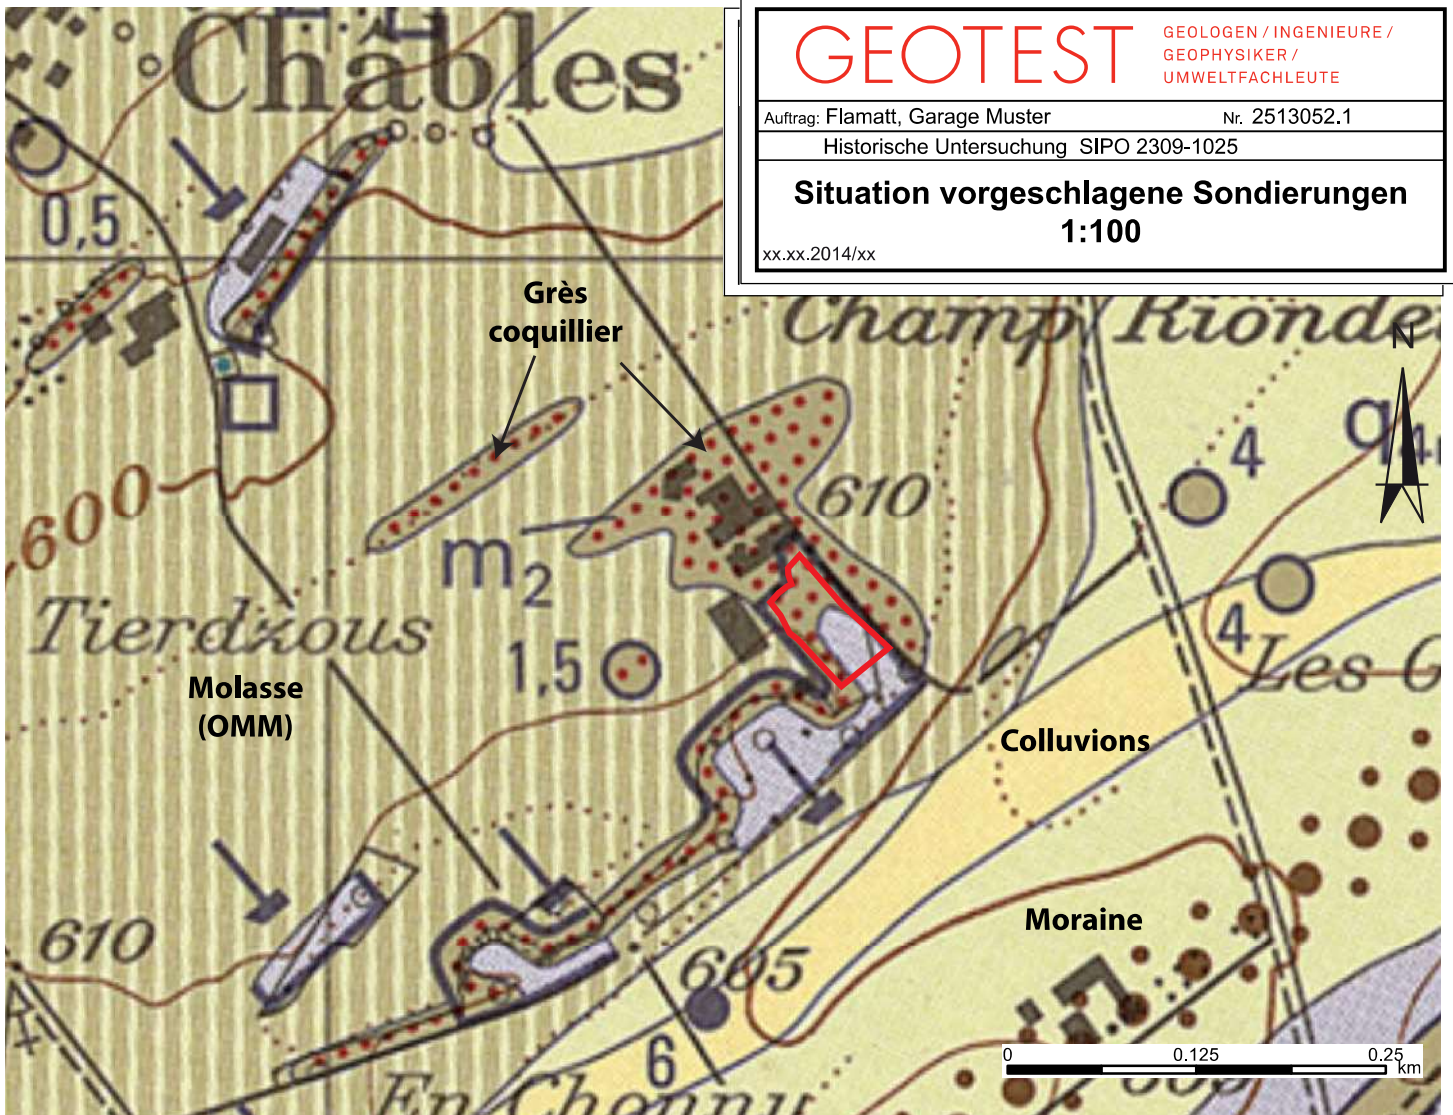 Châbles
GEOTEST
GEOLOGEN / INGENIEURE /
GEOPHYSIKER /
UMWELTFACHLEUTE
Auftrag: Flamatt, Garage Muster Nr. 2513052.1
Historische Untersuchung SIPO 2309-1025
Situation vorgeschlagene Sondierungen
1:100
xx.xx.2014/xx
0,5
Grès
coquillier
Champ Rionde
N
4
610
600
m2
Tierdzous
1,5
4
Les G
Molasse
(OMM)
Colluvions
Moraine
610
605
6
0 0.125 0.25
km